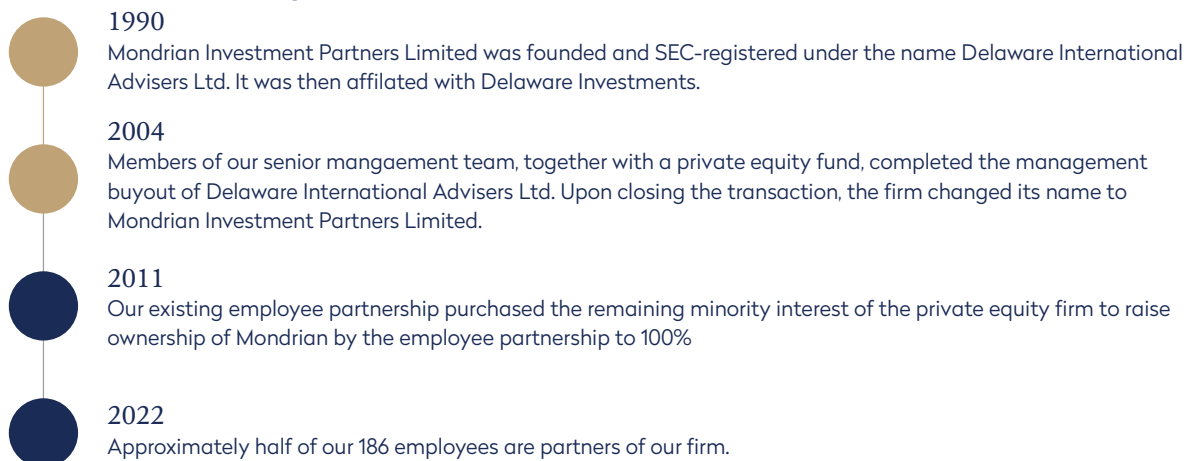 1990
Mondrian Investment Partners Limited was founded and SEC-registered under the name Delaware International
Advisers Ltd. It was then affilated with Delaware Investments.
2004
Members of our senior mangaement team, together with a private equity fund, completed the management
buyout of Delaware International Advisers Ltd. Upon closing the transaction, the firm changed its name to
Mondrian Investment Partners Limited.
2011
Our existing employee partnership purchased the remaining minority interest of the private equity firm to raise
ownership of Mondrian by the employee partnership to 100%
2022
Approximately half of our 186 employees are partners of our firm.